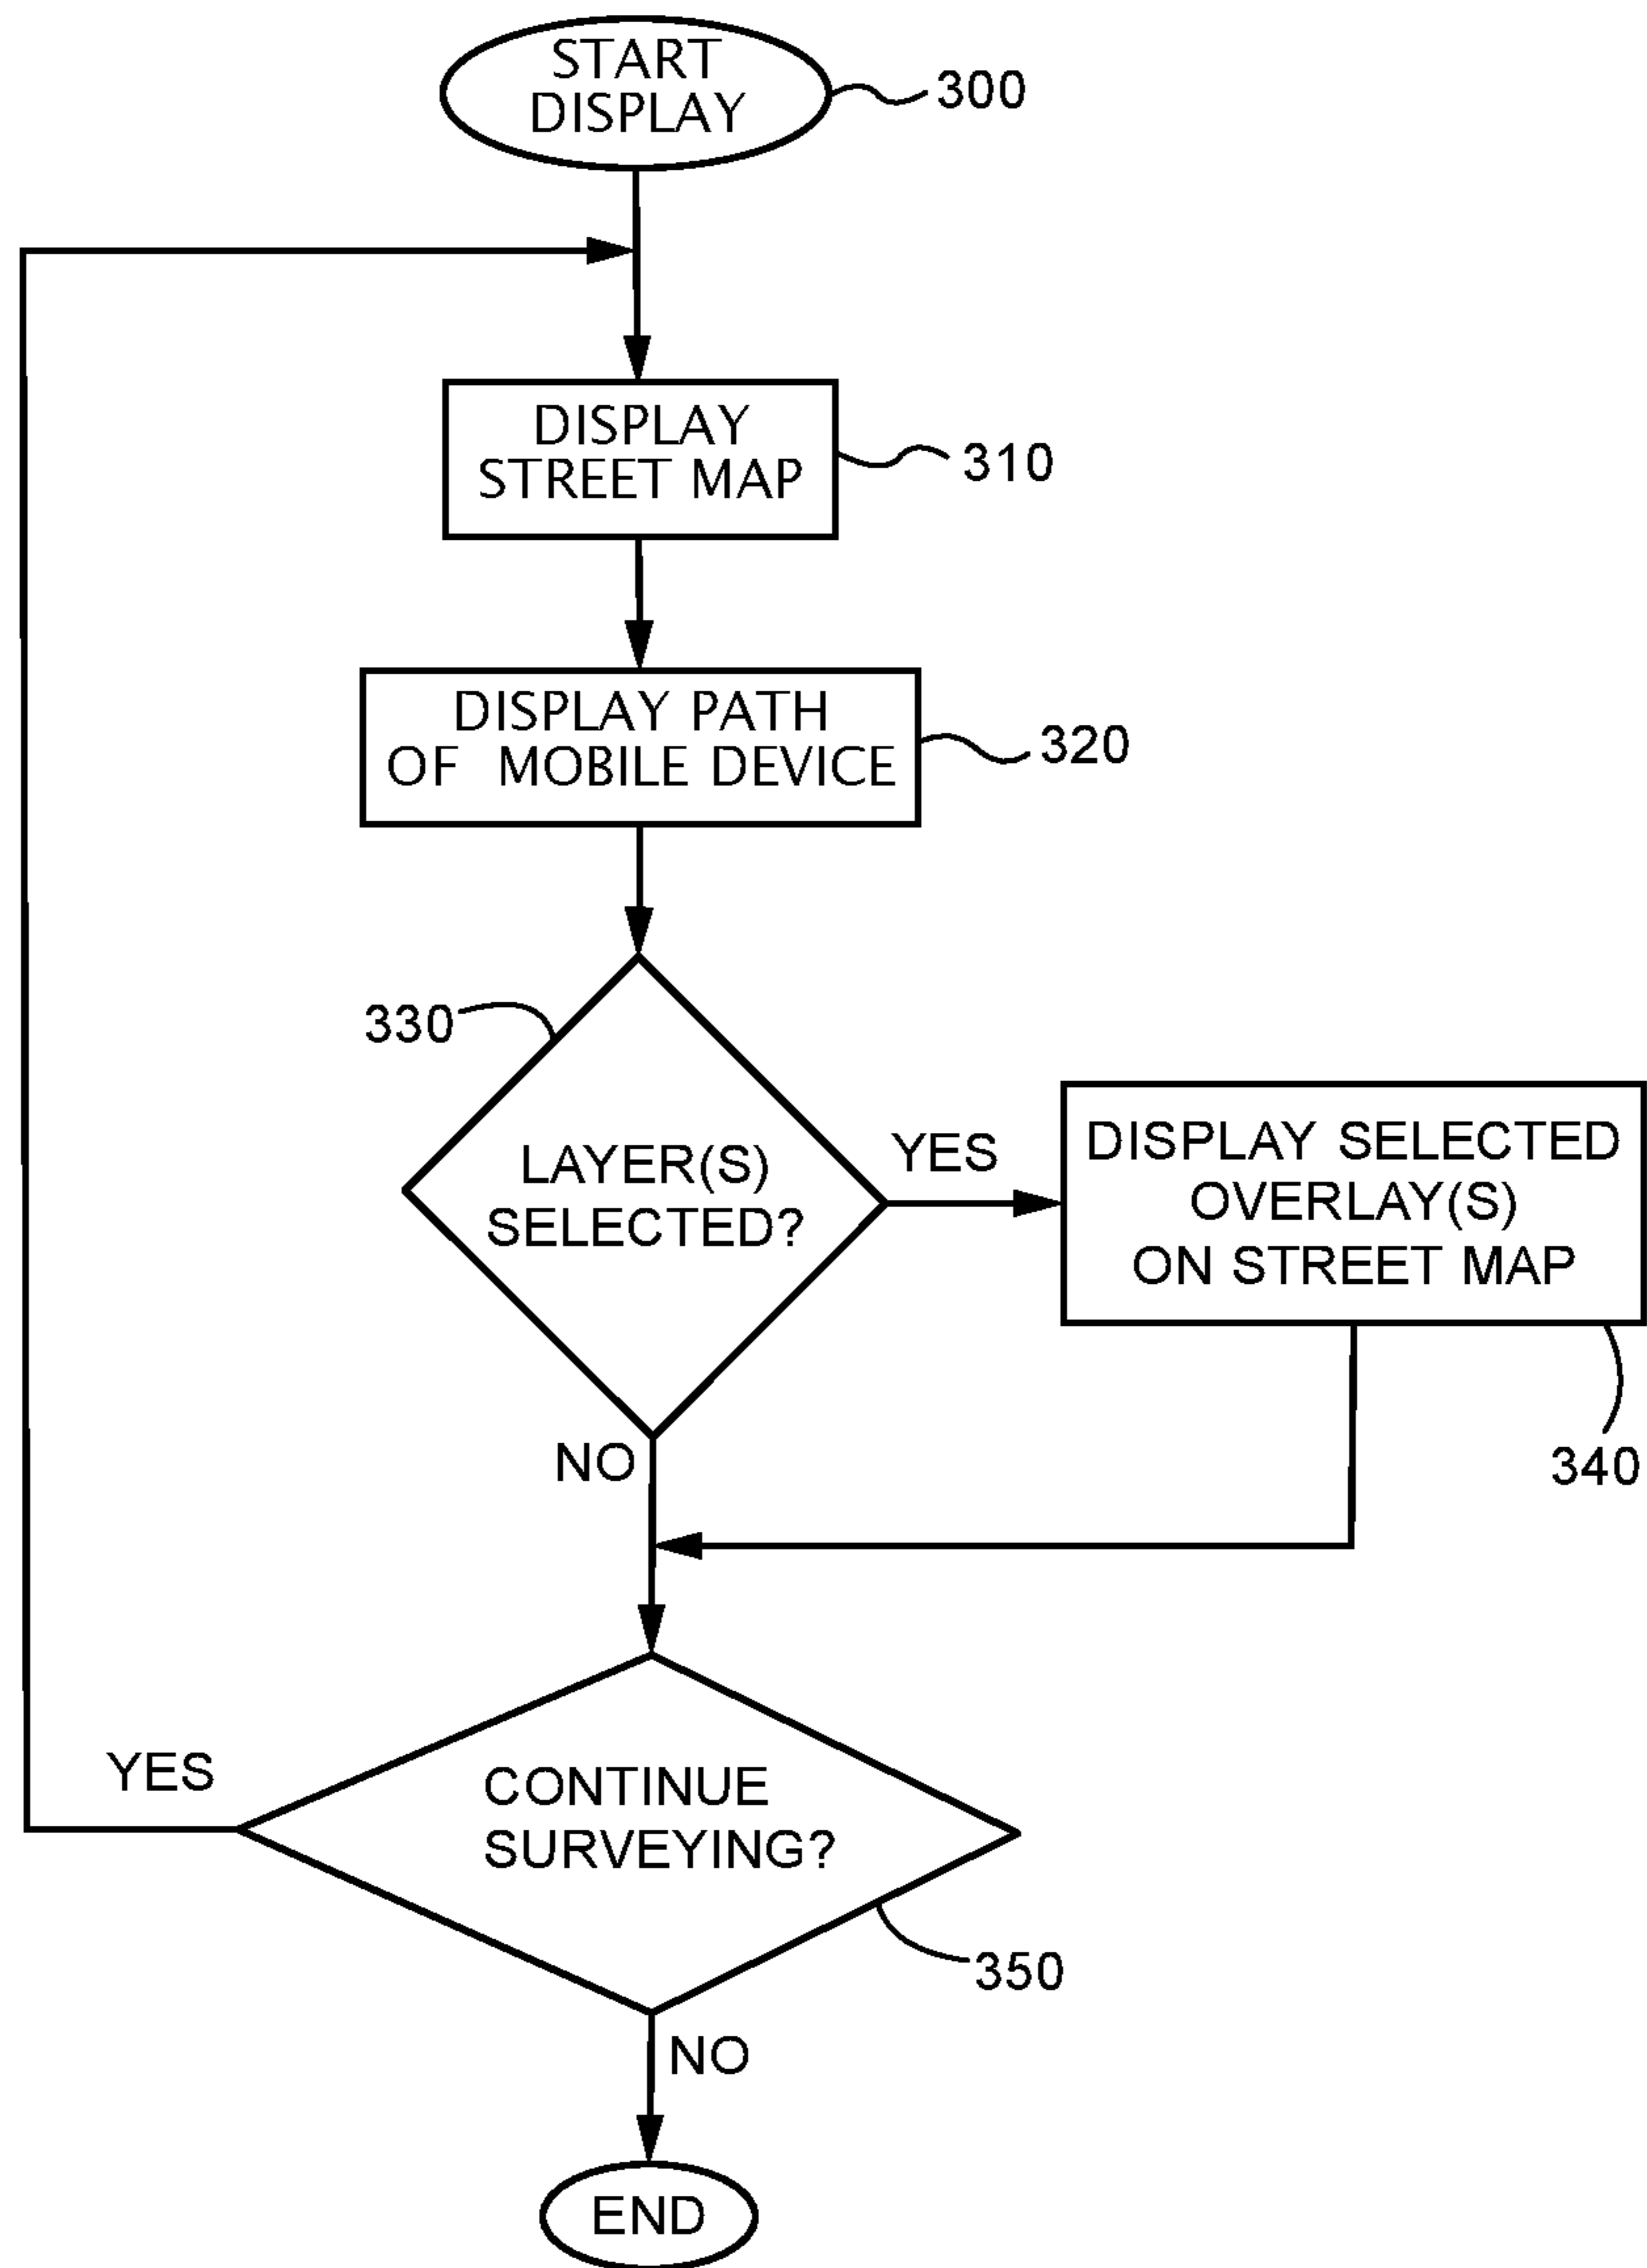 START
DISPLAY
300
DISPLAY
STREET MAP
310
DISPLAY PATH
OF MOBILE DEVICE
320
330
LAYER(S)
SELECTED?
YES
DISPLAY SELECTED
OVERLAY(S)
ON STREET MAP
340
NO
YES
CONTINUE
SURVEYING?
350
NO
END